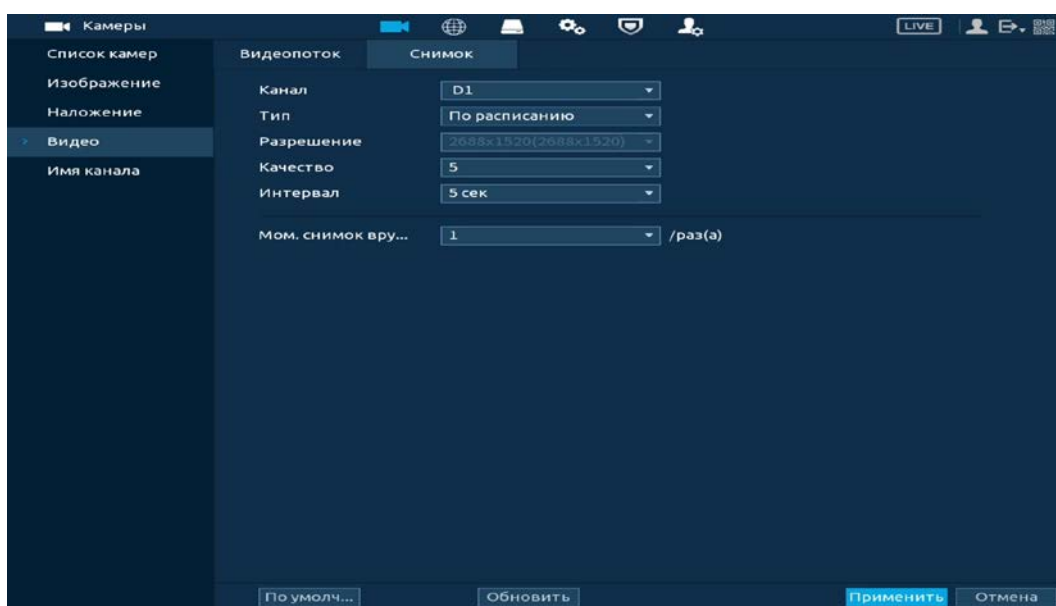 Камеры
LIVE
Список камер
Изображение
Наложение
Видео
Имя канала
Видеопоток Снимок
Канал D1
Тип По расписанию
Разрешение 2688x1520(2688x1520)
Качество 5
Интервал 5 сек
Мом. снимок вру... 1 /раз(а)
По умолч... Обновить Применить Отмена